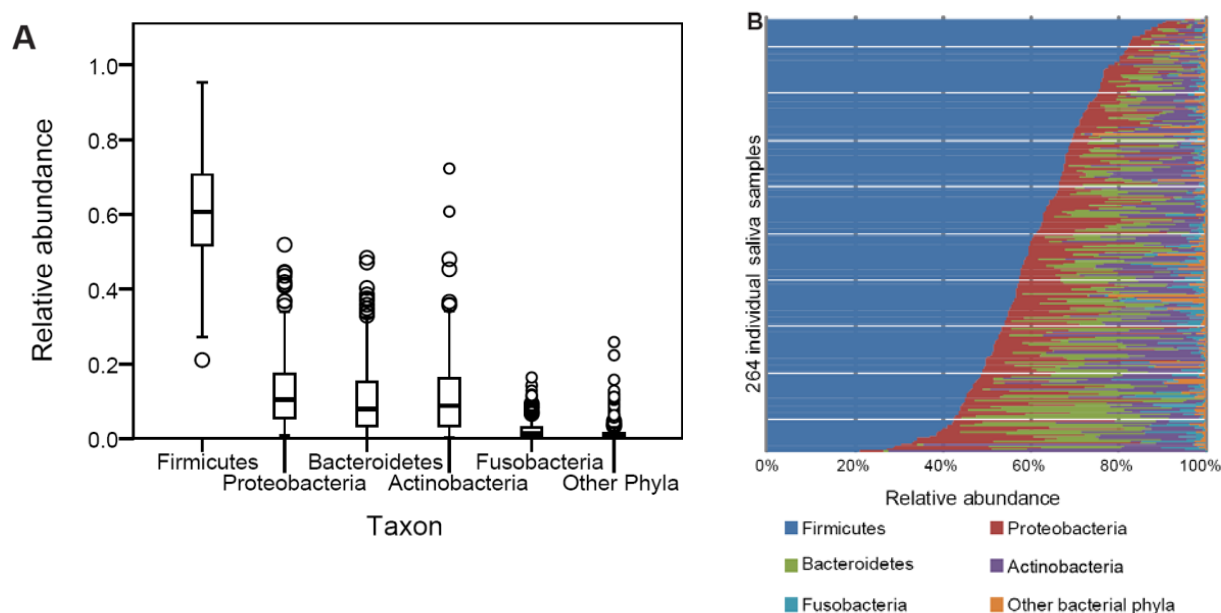 A
Relative abundance
1.0
0.8
0.6
0.4
0.2
0.0
Firmicutes
Proteobacteria
Bacteroidetes
Actinobacteria
Fusobacteria
Other Phyla
Taxon
B
264 individual saliva samples
0% 20% 40% 60% 80% 100%
Relative abundance
Firmicutes Proteobacteria
Bacteroidetes Actinobacteria
Fusobacteria Other bacterial phyla